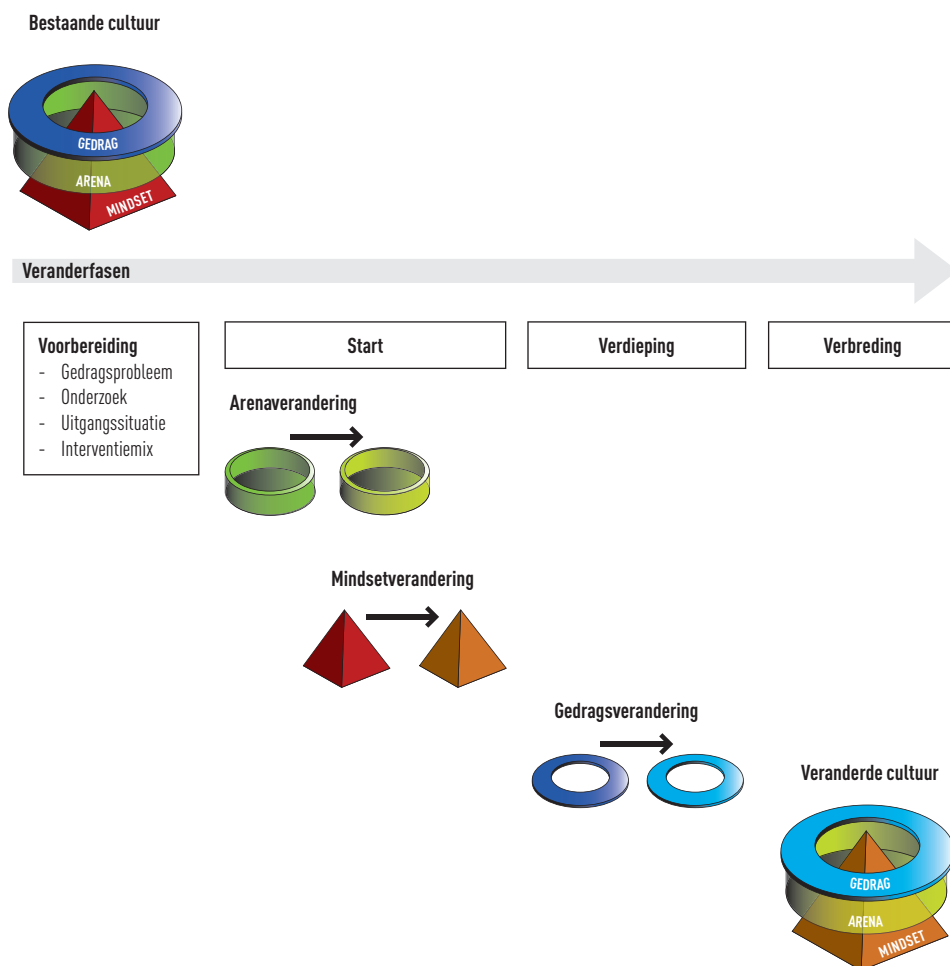 Bestaande cultuur
GEDRAG
ARENA
MINDSET
Veranderfasen
Voorbereiding
- Gedragsprobleem
- Onderzoek
- Uitgangssituatie
- Interventiemix
Start
Verdieping
Verbreding
Arenaverandering
Mindsetverandering
Gedragsverandering
Veranderde cultuur
GEDRAG
ARENA
MINDSET